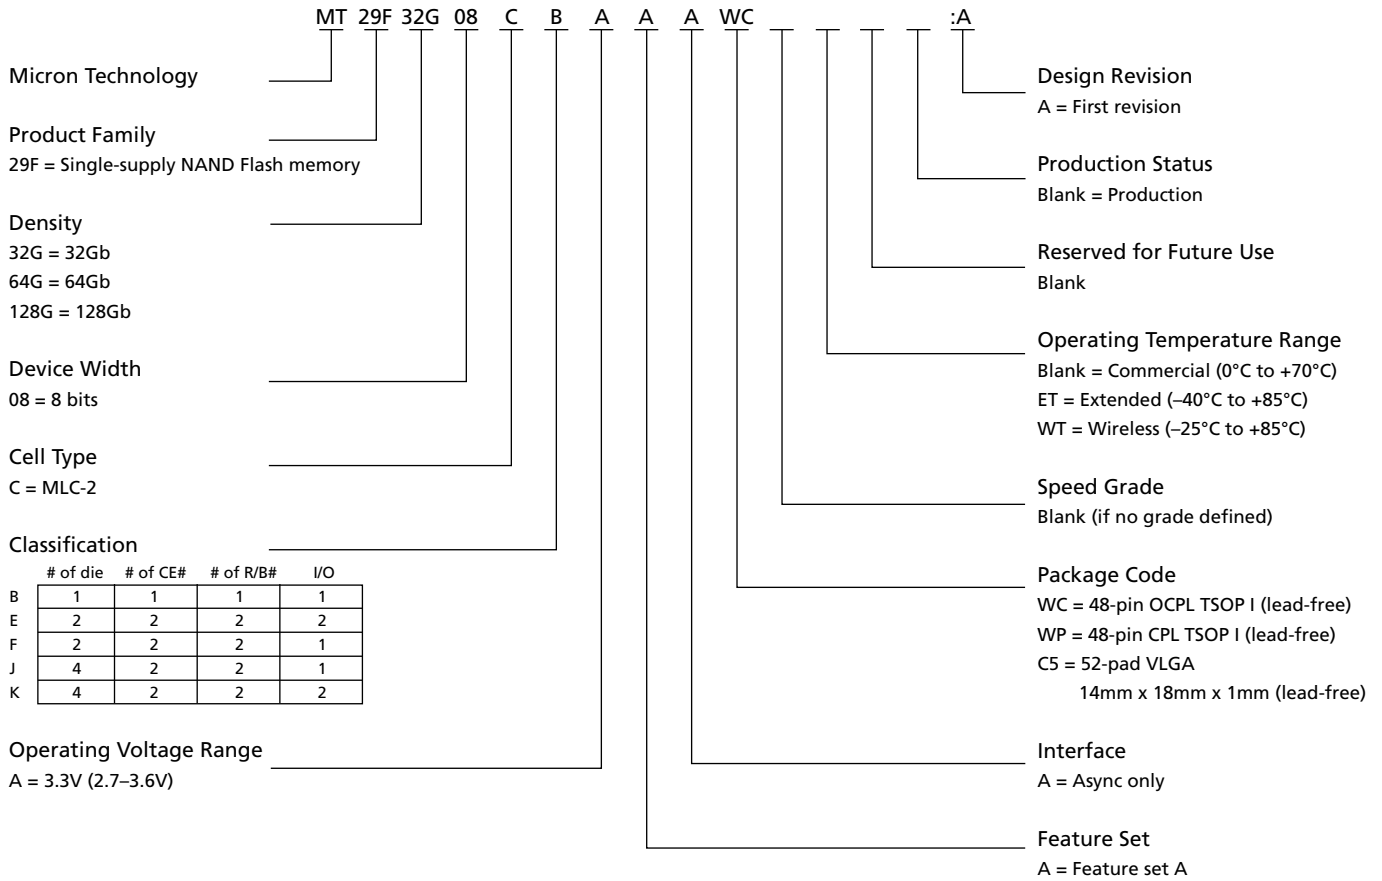 MT 29F 32G 08 C B A A A WC :A
Micron Technology
Product Family
29F = Single-supply NAND Flash memory
Density
32G = 32Gb
64G = 64Gb
128G = 128Gb
Device Width
08 = 8 bits
Cell Type
C = MLC-2
Classification
# of die # of CE# # of R/B# I/O
B 1 1 1 1
E 2 2 2 2
F 2 2 2 1
J 4 2 2 1
K 4 2 2 2
Operating Voltage Range
A = 3.3V (2.7–3.6V)
Design Revision
A = First revision
Production Status
Blank = Production
Reserved for Future Use
Blank
Operating Temperature Range
Blank = Commercial (0°C to +70°C)
ET = Extended (–40°C to +85°C)
WT = Wireless (–25°C to +85°C)
Speed Grade
Blank (if no grade defined)
Package Code
WC = 48-pin OCPL TSOP I (lead-free)
WP = 48-pin CPL TSOP I (lead-free)
C5 = 52-pad VLGA
14mm x 18mm x 1mm (lead-free)
Interface
A = Async only
Feature Set
A = Feature set A